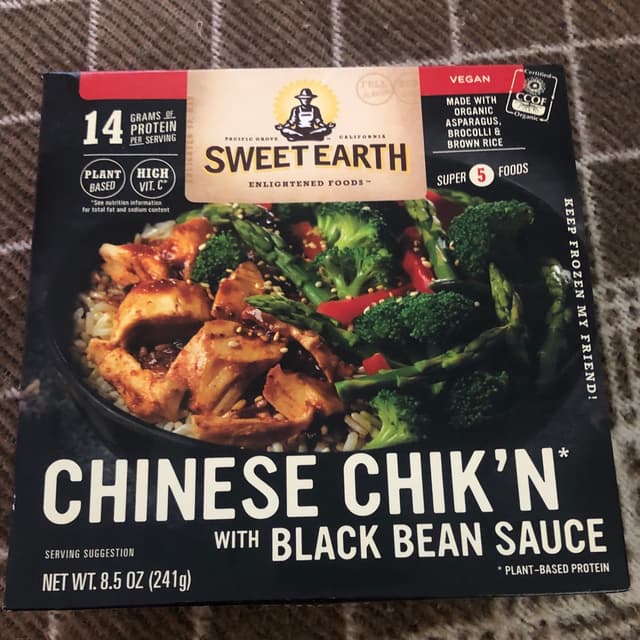 VEGAN
Certified
CCOF
Organic
14 GRAMS OF
PROTEIN
PER SERVING
PLANT
BASED
HIGH
VIT. C*
*See nutrition information
for total fat and sodium content
PACIFIC GROVE CALIFORNIA
SWEET EARTH
ENLIGHTENED FOODS™
MADE WITH
ORGANIC
ASPARAGUS,
BROCOLLI &
BROWN RICE
SUPER 5 FOODS
KEEP FROZEN MY FRIEND!
CHINESE CHIK'N*
WITH BLACK BEAN SAUCE
* PLANT-BASED PROTEIN
SERVING SUGGESTION
NET WT. 8.5 OZ (241g)